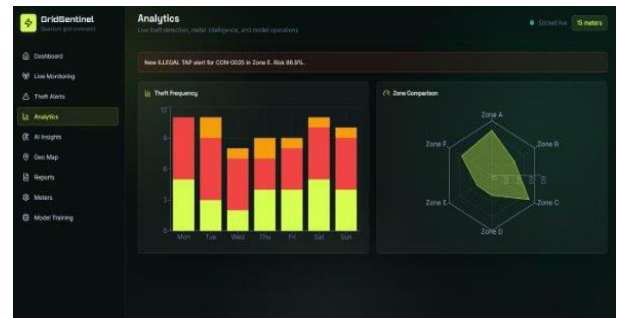 GridSentinel
Quantum grid command
Dashboard
Live Monitoring
Theft Alerts
Analytics
AI Insights
Geo Map
Reports
Meters
Model Training
Analytics
Live theft detection, meter intelligence, and model operations
Socket live
15 meters
New ILLEGAL TAP alert for CON-0035 in Zone E. Risk 86.9%.
Theft Frequency
9
6
3
0
Mon Tue Wed Thu Fri Sat Sun
Zone Comparison
Zone A
Zone B
Zone C
Zone D
Zone E
Zone F